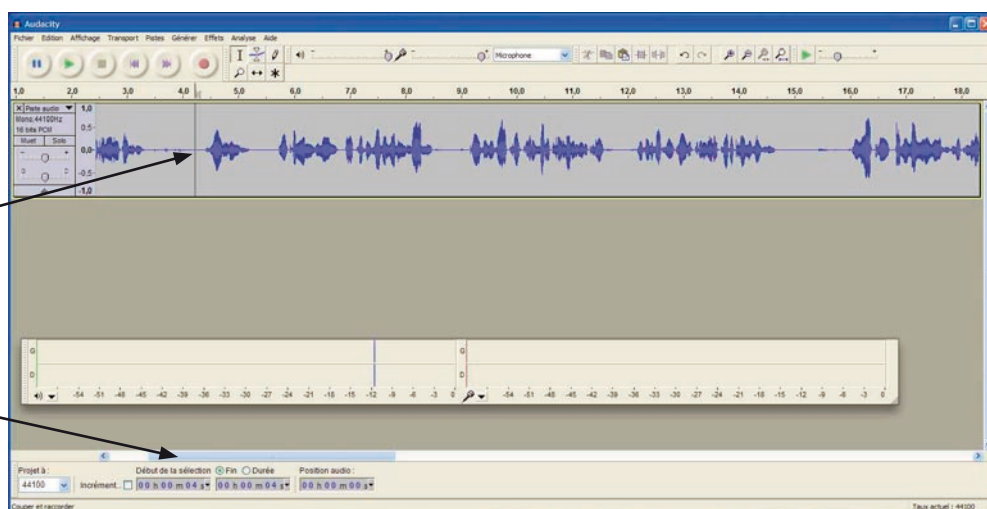 Audacity
Fichier Edition Affichage Transport Pistes Générer Effets Analyse Aide
Microphone
1,0 2,0 3,0 4,0 5,0 6,0 7,0 8,0 9,0 10,0 11,0 12,0 13,0 14,0 15,0 16,0 17,0 18,0
Piste audio
Mono, 44100Hz
16 bits PCM
Muet Solo
1,0
0,5
0,0
-0,5
-1,0
G
D
-54 -51 -48 -45 -42 -39 -36 -33 -30 -27 -24 -21 -18 -15 -12 -9 -6 -3 0
G
D
-54 -51 -48 -45 -42 -39 -36 -33 -30 -27 -24 -21 -18 -15 -12 -9 -6 -3 0
Projet à : Début de la sélection Fin Durée Position audio :
44100 Incrément. 00 h 00 m 04 s 00 h 00 m 04 s 00 h 00 m 00 s
Couper et raccorder Taux actuel : 44100